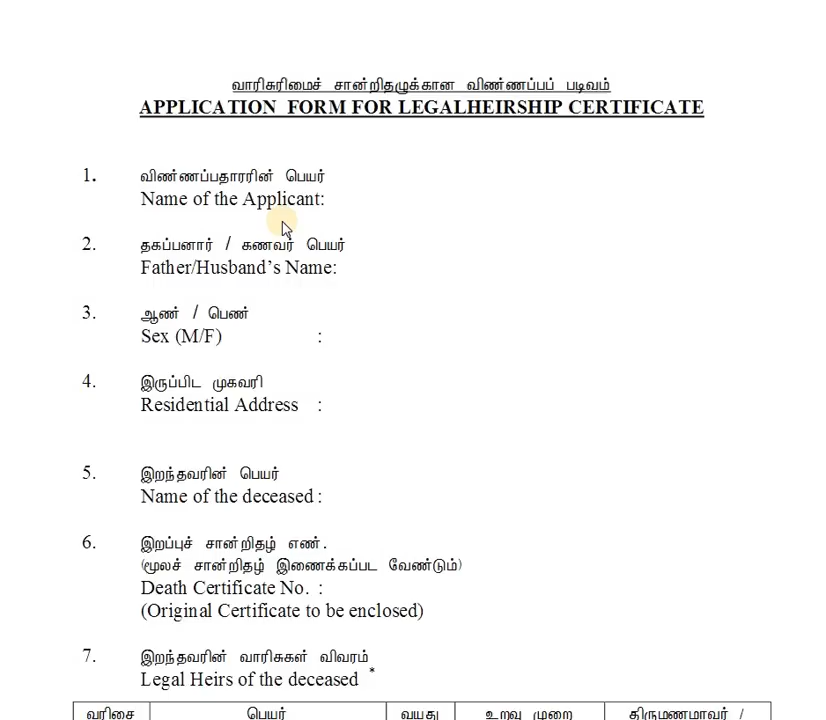 வாரிசுரிமைச் சான்றிதழுக்கான விண்ணப்பப் படிவம்
APPLICATION FORM FOR LEGALHEIRSHIP CERTIFICATE
1. விண்ணப்பதாரரின் பெயர்
Name of the Applicant:
2. தகப்பனார் / கணவர் பெயர்
Father/Husband's Name:
3. ஆண் / பெண்
Sex (M/F) :
4. இருப்பிட முகவரி
Residential Address :
5. இறந்தவரின் பெயர்
Name of the deceased :
6. இறப்புச் சான்றிதழ் எண்.
(மூலச் சான்றிதழ் இணைக்கப்பட வேண்டும்)
Death Certificate No. :
(Original Certificate to be enclosed)
7. இறந்தவரின் வாரிசுகள் விவரம்
Legal Heirs of the deceased *
வரிசை பெயர் வயது உறவு முறை திருமணமாவர் /